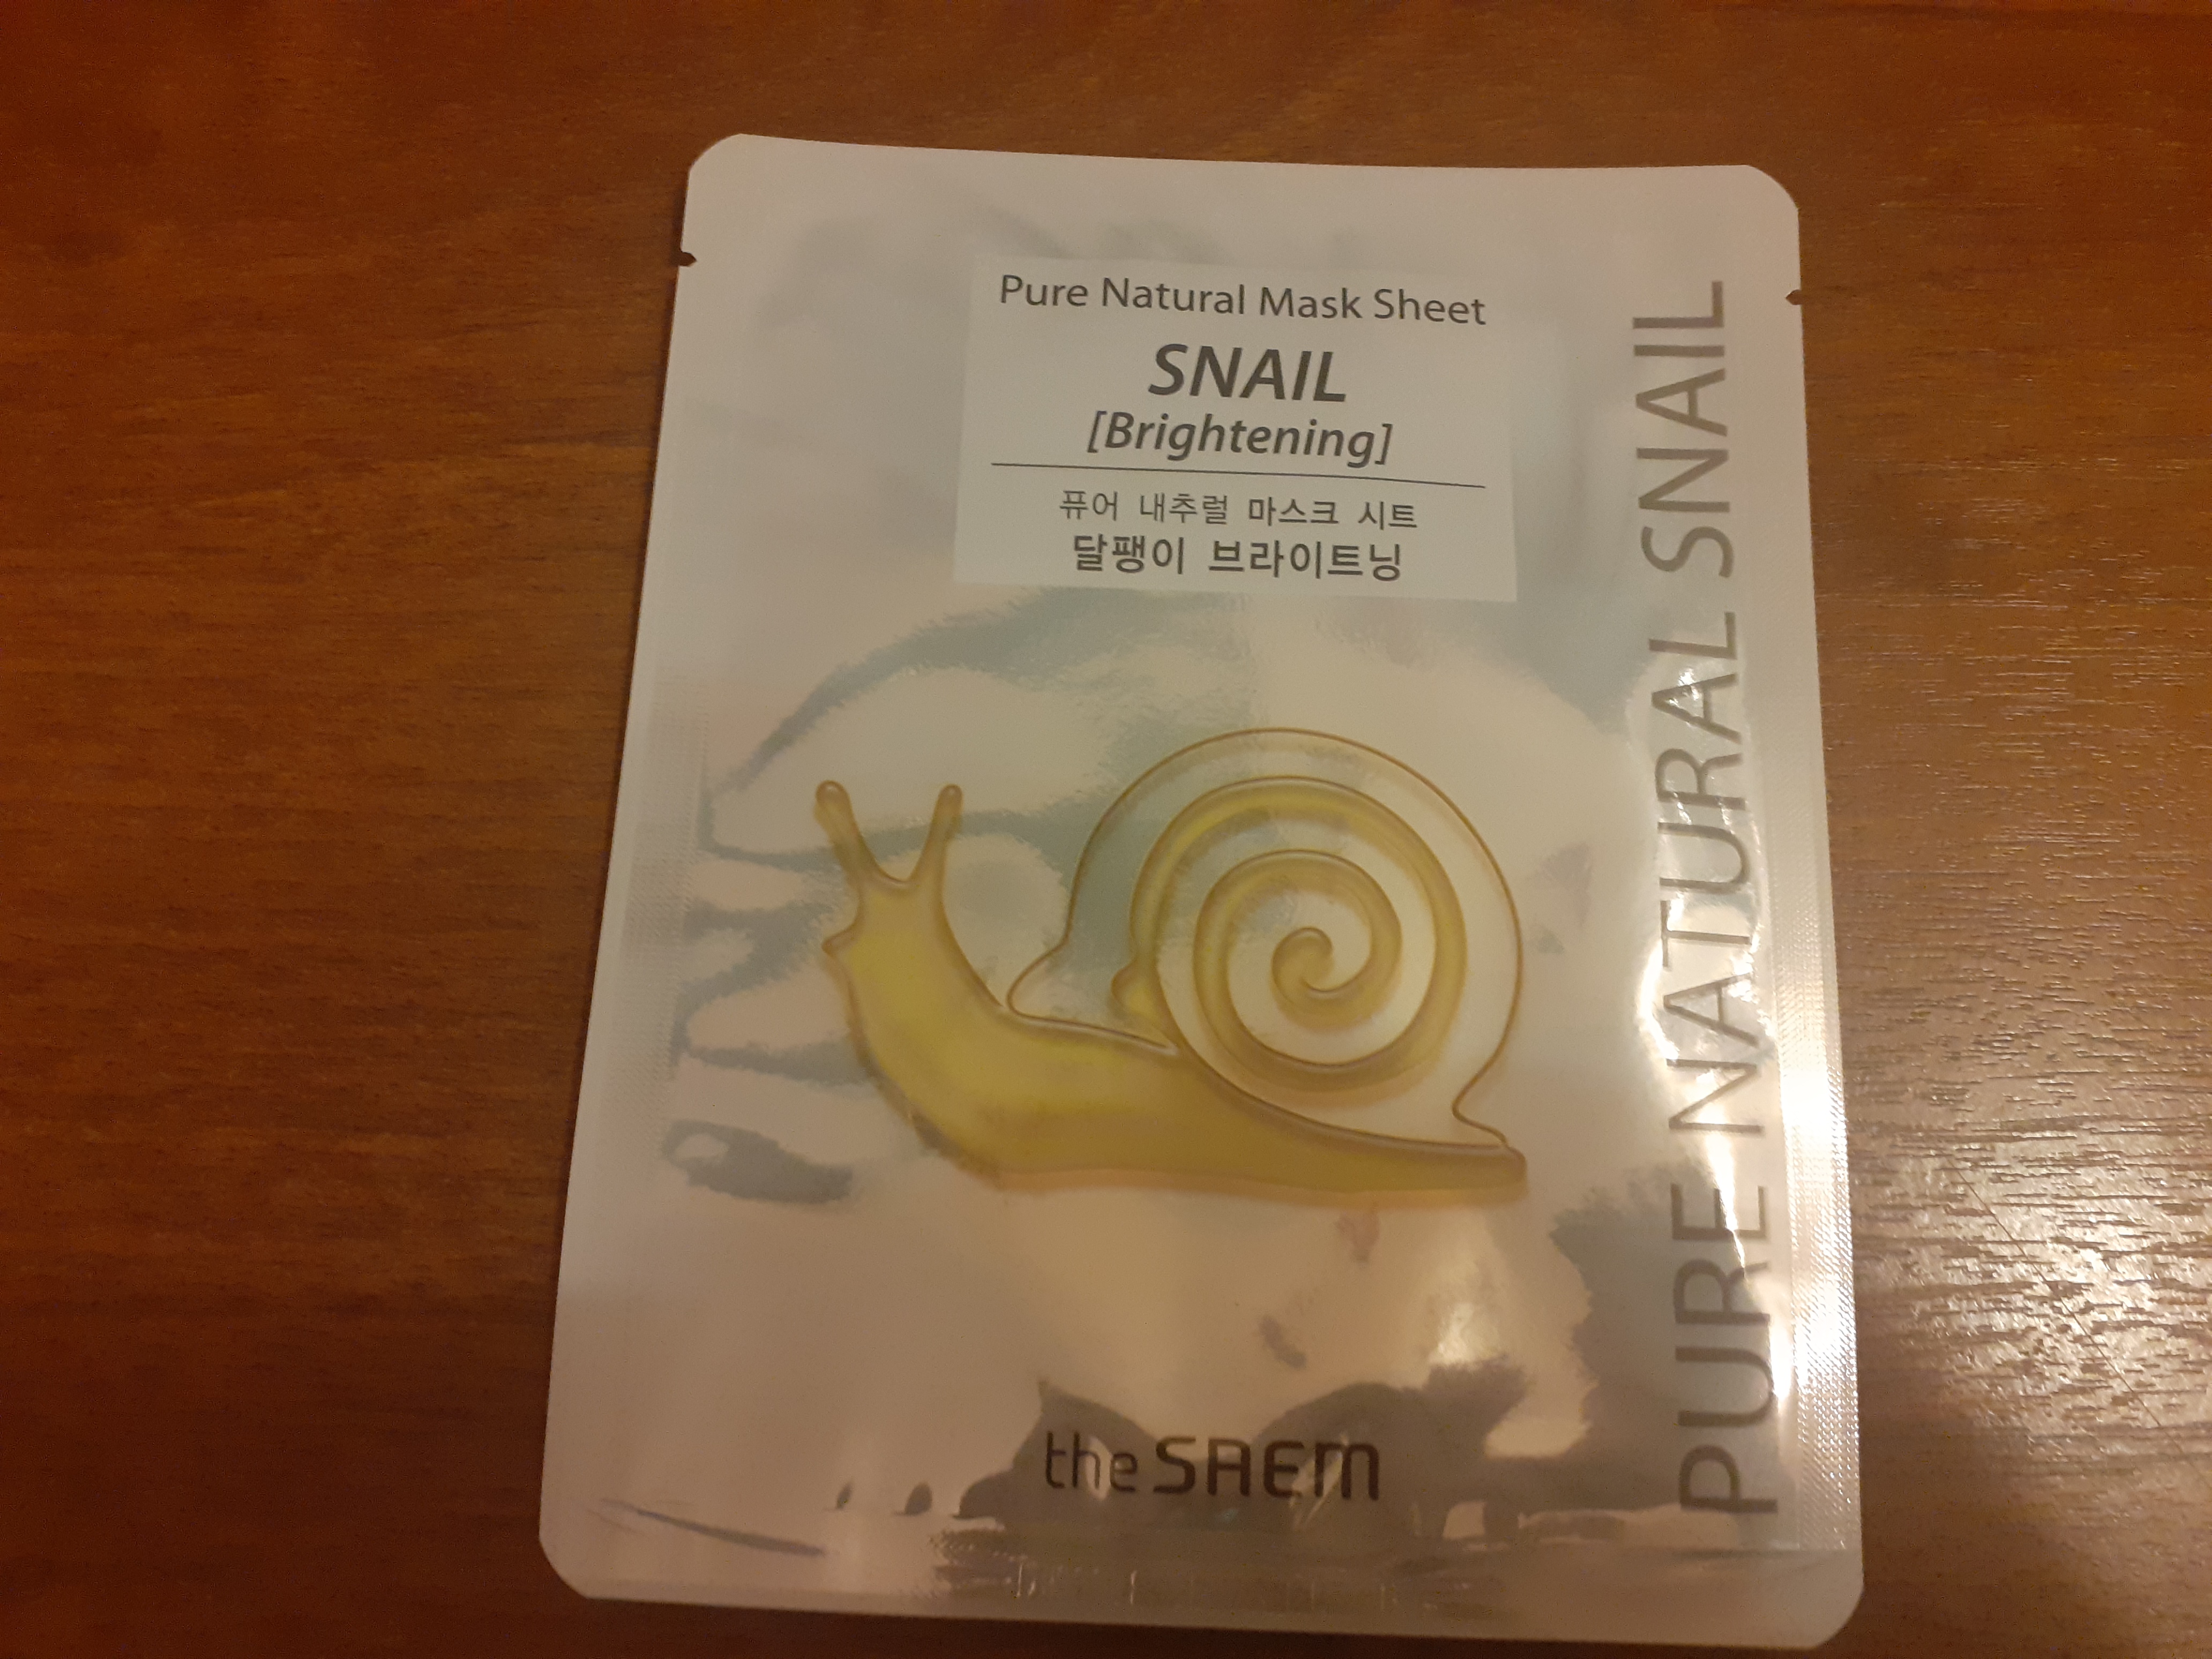 Pure Natural Mask Sheet
SNAIL
[Brightening]
퓨어 내추럴 마스크 시트
달팽이 브라이트닝
PURE NATURAL SNAIL
the SAEM